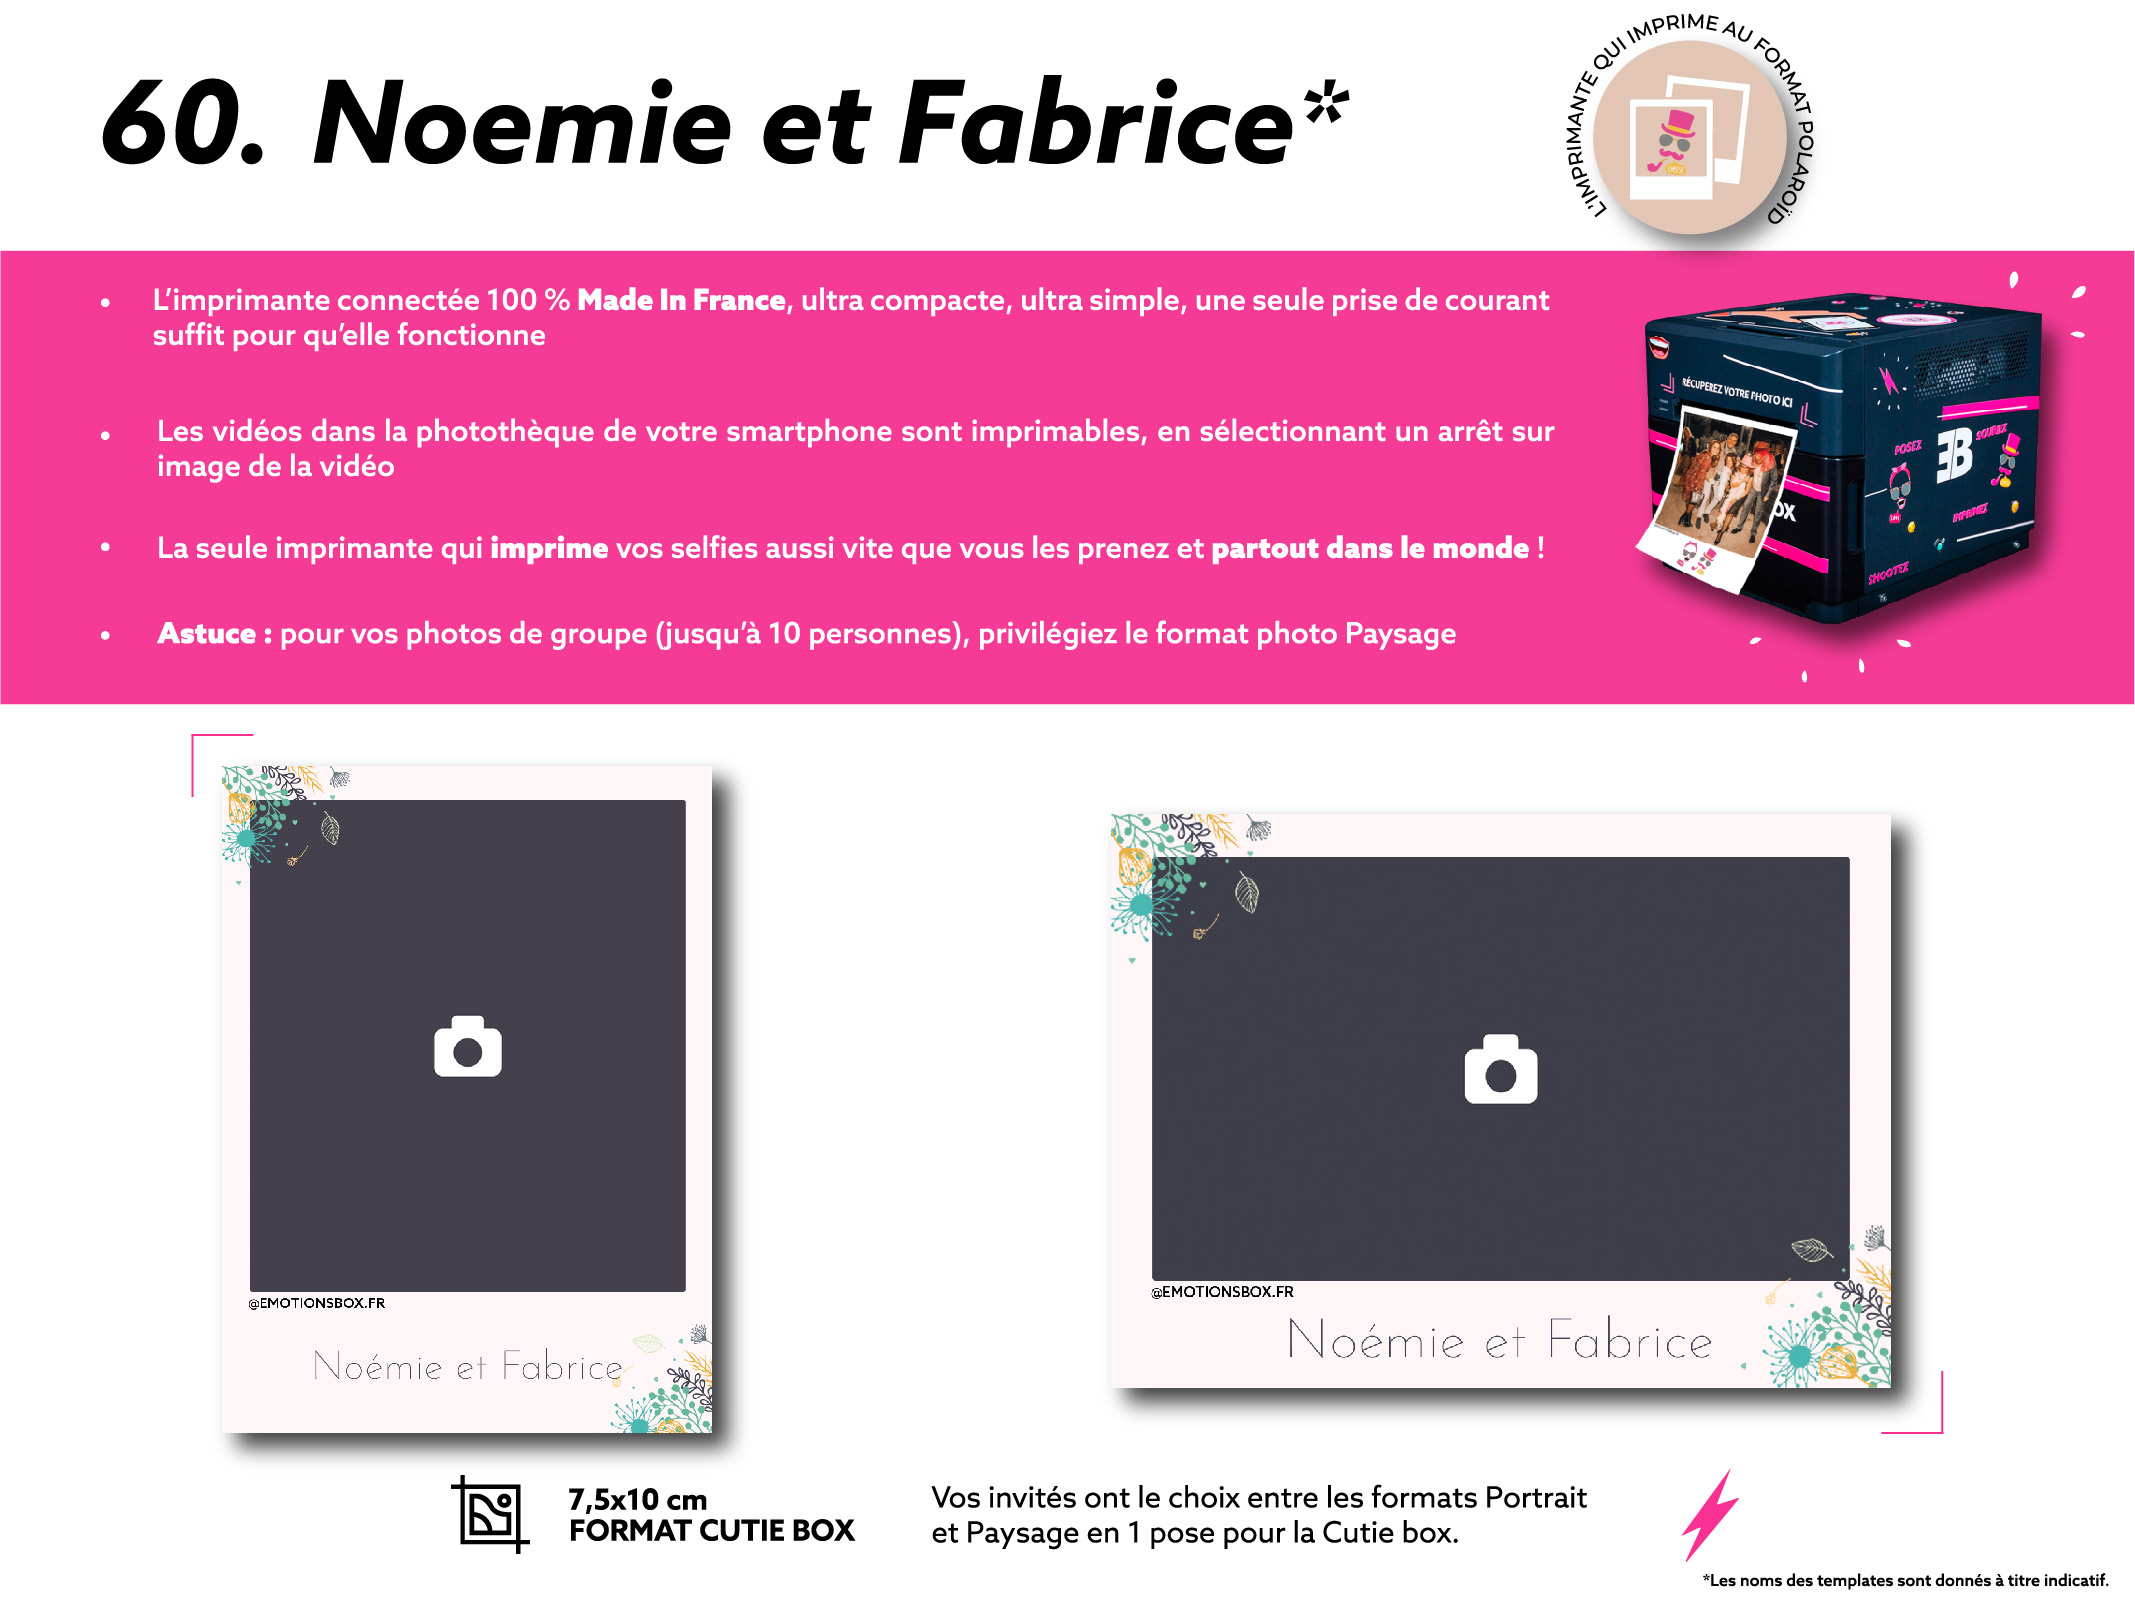 60. Noemie et Fabrice*
L'IMPRIMANTE QUI IMPRIME AU FORMAT POLAROÏD
• L'imprimante connectée 100 % Made In France, ultra compacte, ultra simple, une seule prise de courant
suffit pour qu'elle fonctionne
• Les vidéos dans la photothèque de votre smartphone sont imprimables, en sélectionnant un arrêt sur
image de la vidéo
• La seule imprimante qui imprime vos selfies aussi vite que vous les prenez et partout dans le monde !
• Astuce : pour vos photos de groupe (jusqu'à 10 personnes), privilégiez le format photo Paysage
RÉCUPEREZ VOTRE PHOTO ICI
POSEZ
SOURIEZ
IMPRIMEZ
SHOOTEZ
OX
@EMOTIONSBOX.FR
Noémie et Fabrice
@EMOTIONSBOX.FR
Noémie et Fabrice
7,5x10 cm
FORMAT CUTIE BOX
Vos invités ont le choix entre les formats Portrait
et Paysage en 1 pose pour la Cutie box.
*Les noms des templates sont donnés à titre indicatif.